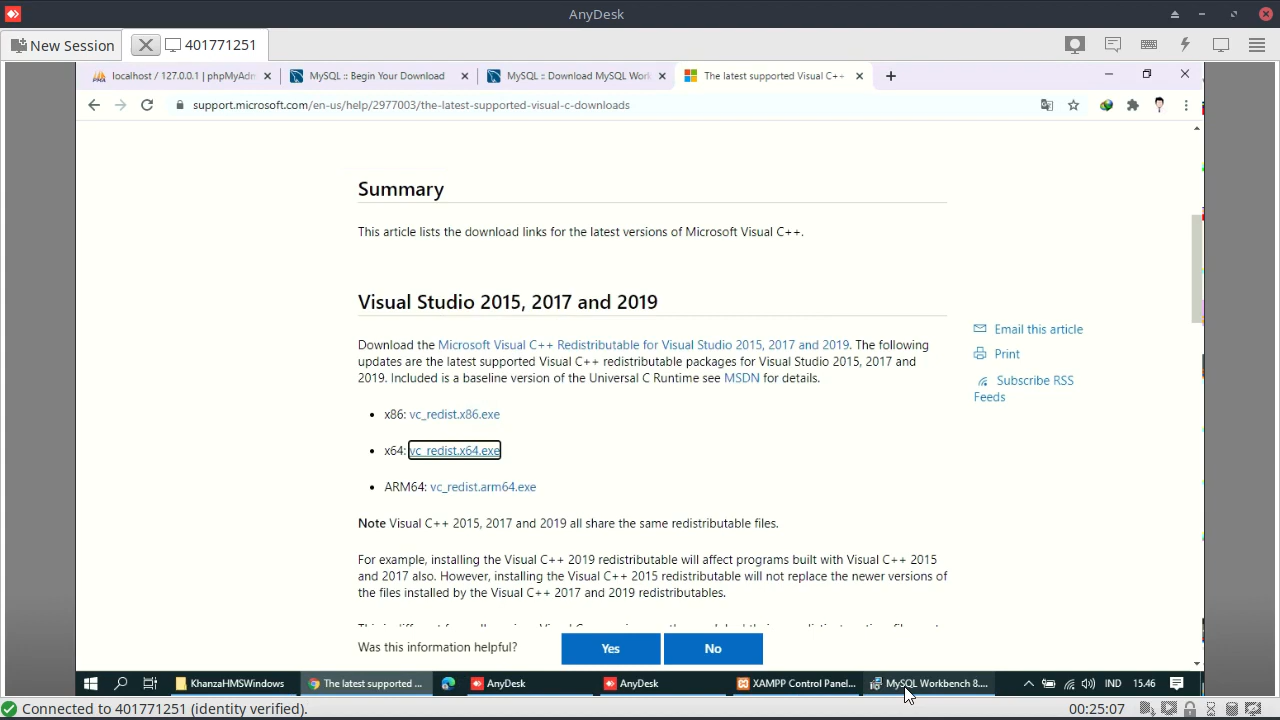 AnyDesk
New Session
401771251
localhost / 127.0.0.1 | phpMyAdn
MySQL :: Begin Your Download
MySQL :: Download MySQL Work
The latest supported Visual C++
support.microsoft.com/en-us/help/2977003/the-latest-supported-visual-c-downloads
Summary
This article lists the download links for the latest versions of Microsoft Visual C++.
Visual Studio 2015, 2017 and 2019
Download the Microsoft Visual C++ Redistributable for Visual Studio 2015, 2017 and 2019. The following
updates are the latest supported Visual C++ redistributable packages for Visual Studio 2015, 2017 and
2019. Included is a baseline version of the Universal C Runtime see MSDN for details.
Email this article
Print
Subscribe RSS
Feeds
• x86: vc_redist.x86.exe
• x64: vc_redist.x64.exe
• ARM64: vc_redist.arm64.exe
Note Visual C++ 2015, 2017 and 2019 all share the same redistributable files.
For example, installing the Visual C++ 2019 redistributable will affect programs built with Visual C++ 2015
and 2017 also. However, installing the Visual C++ 2015 redistributable will not replace the newer versions of
the files installed by the Visual C++ 2017 and 2019 redistributables.
Was this information helpful?
Yes
No
KhanzaHMSWindows
The latest supported ...
AnyDesk
AnyDesk
XAMPP Control Panel...
MySQL Workbench 8....
IND
15.46
Connected to 401771251 (identity verified).
00:25:07